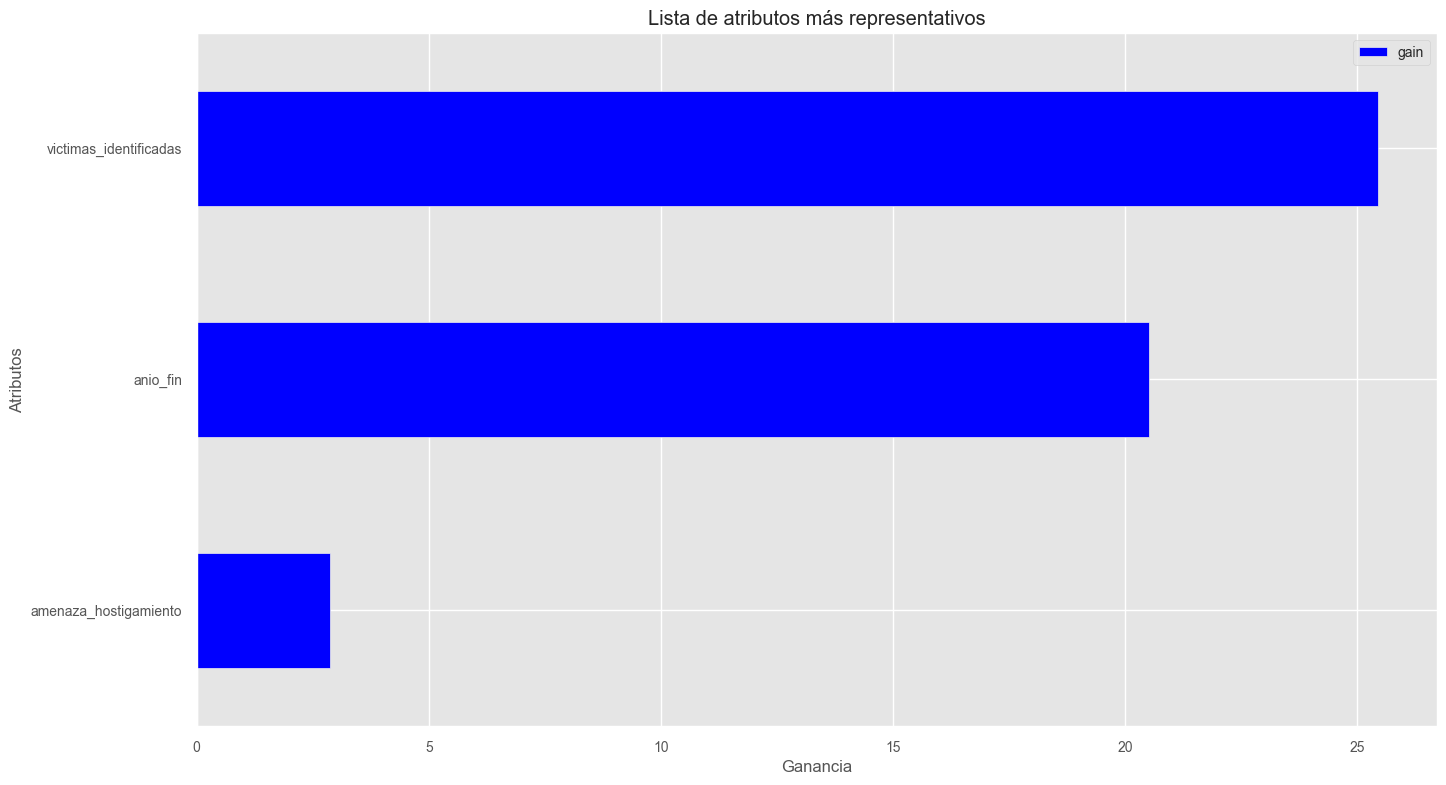 Lista de atributos más representativos
gain
victimas_identificadas
anio_fin
amenaza_hostigamiento
Atributos
0 5 10 15 20 25
Ganancia